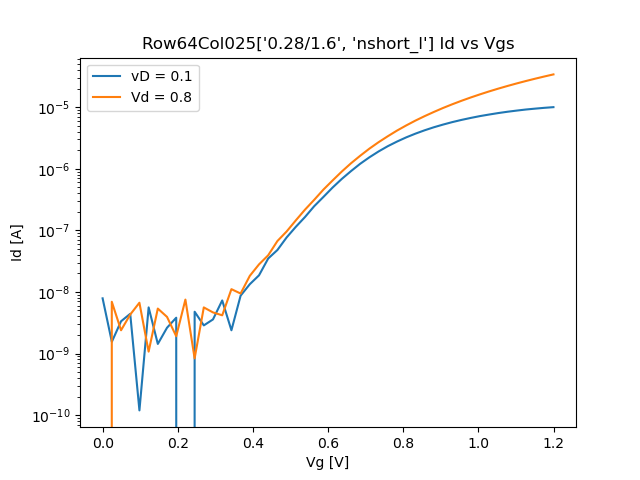 Row64Col025['0.28/1.6', 'nshort_l'] Id vs Vgs
vD = 0.1
Vd = 0.8
Id [A]
10⁻⁵
10⁻⁶
10⁻⁷
10⁻⁸
10⁻⁹
10⁻¹⁰
0.0 0.2 0.4 0.6 0.8 1.0 1.2
Vg [V]